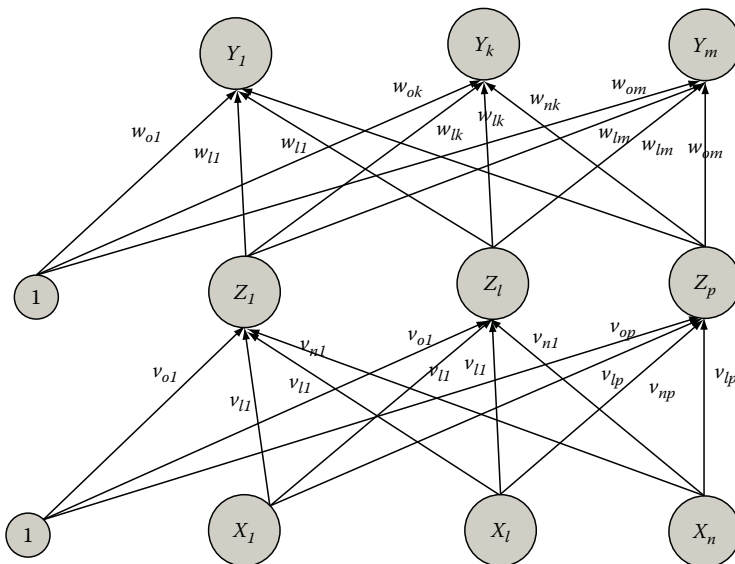 Y1 Yk Ym
wo1 wl1 wl1 wok wlk wlk wnk wlm wom wlm wom
1 Z1 Zl Zp
vo1 vl1 vn1 vl1 vo1 vl1 vl1 vn1 vlp vop vnp vlp
1 X1 Xl Xn